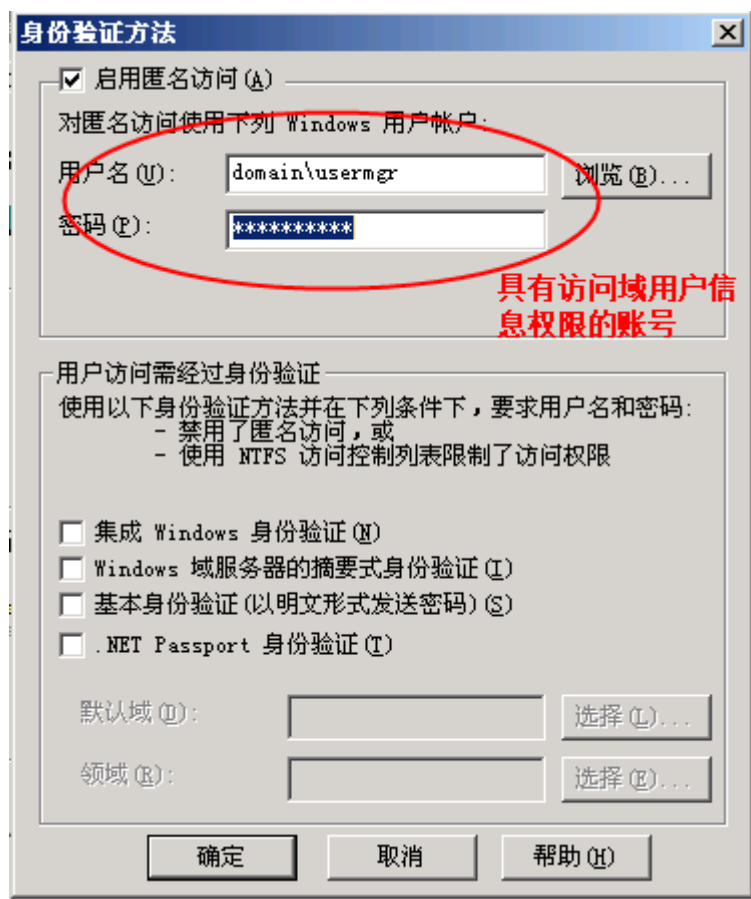 身份验证方法
启用匿名访问(A)
对匿名访问使用下列 Windows 用户帐户:
用户名(U): domain\usermgr 浏览(B)...
密码(P): **********
具有访问域用户信
息权限的账号
用户访问需经过身份验证
使用以下身份验证方法并在下列条件下，要求用户名和密码:
- 禁用了匿名访问，或
- 使用 NTFS 访问控制列表限制了访问权限
集成 Windows 身份验证(N)
Windows 域服务器的摘要式身份验证(I)
基本身份验证(以明文形式发送密码)(S)
.NET Passport 身份验证(T)
默认域(D): 选择(L)...
领域(R): 选择(E)...
确定 取消 帮助(H)